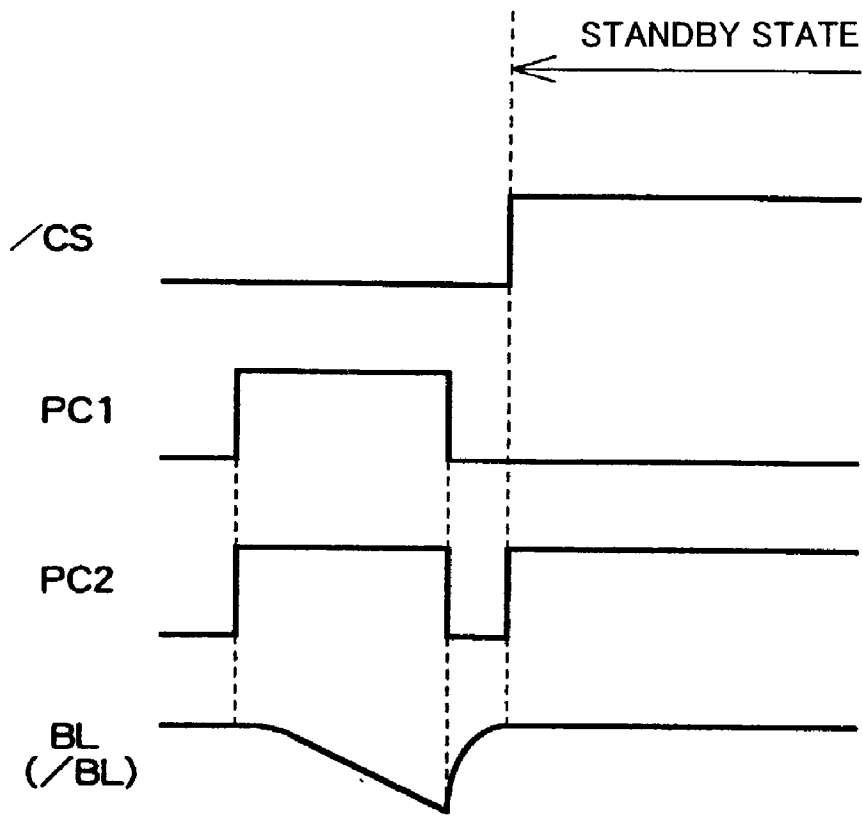 STANDBY STATE
／CS
PC1
PC2
BL
(／BL)